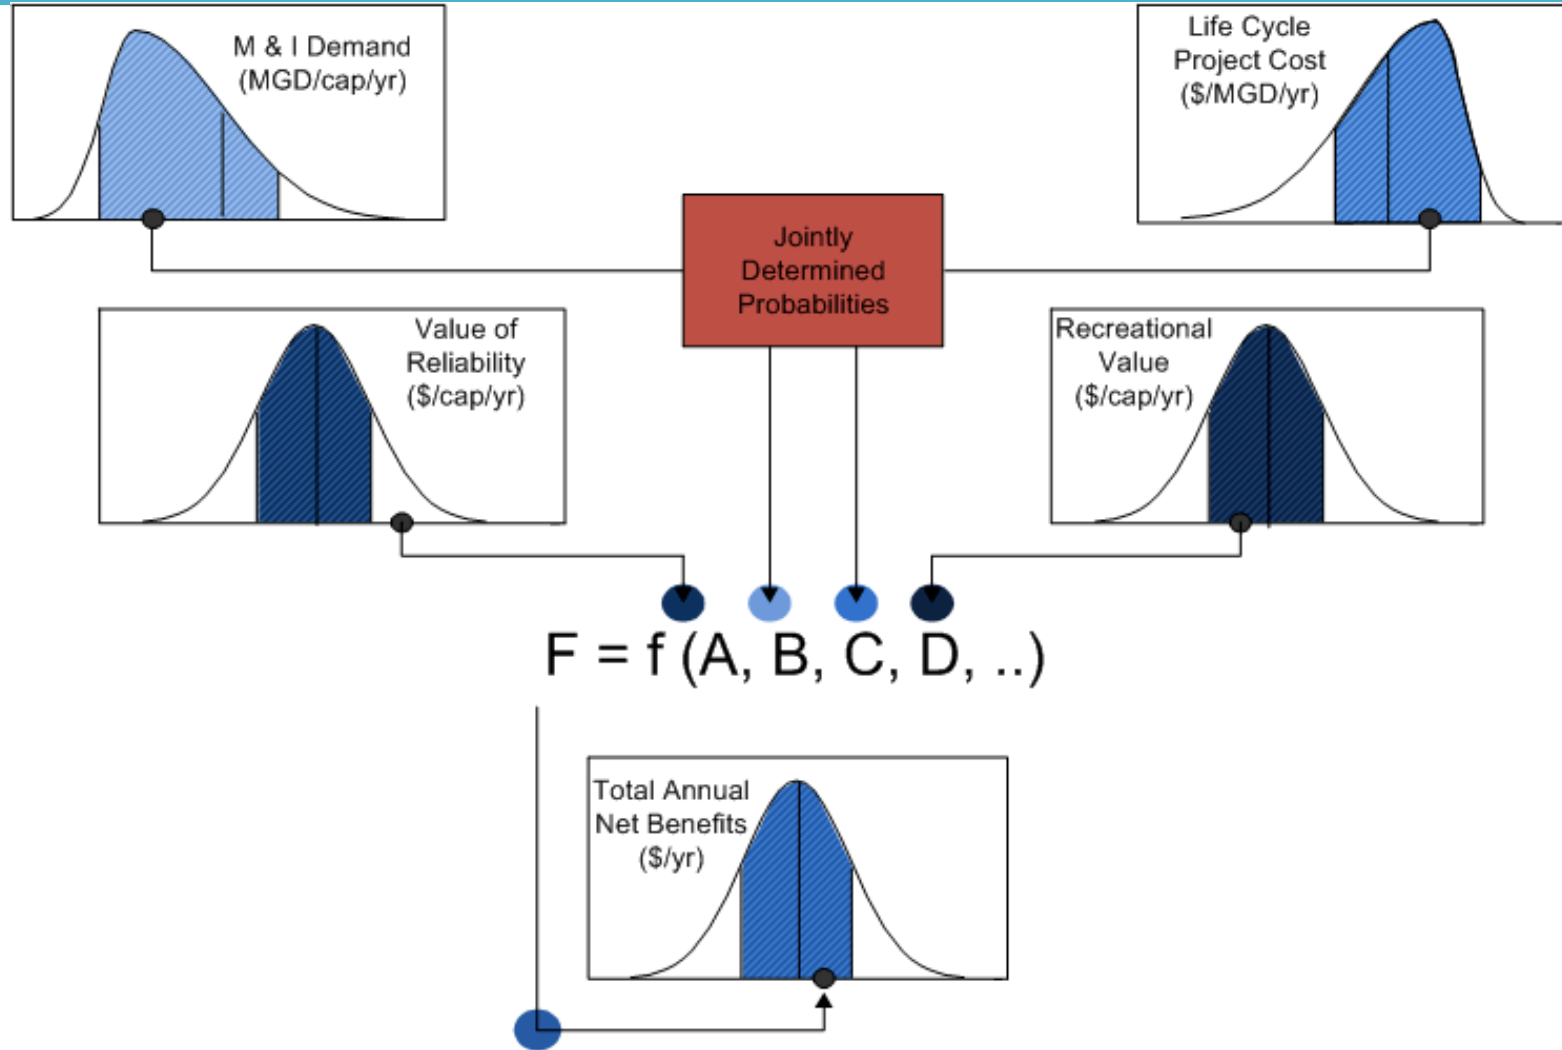 M & I Demand
(MGD/cap/yr)
Life Cycle
Project Cost
($/MGD/yr)
Jointly
Determined
Probabilities
Value of
Reliability
($/cap/yr)
Recreational
Value
($/cap/yr)
F = f (A, B, C, D, ..)
Total Annual
Net Benefits
($/yr)